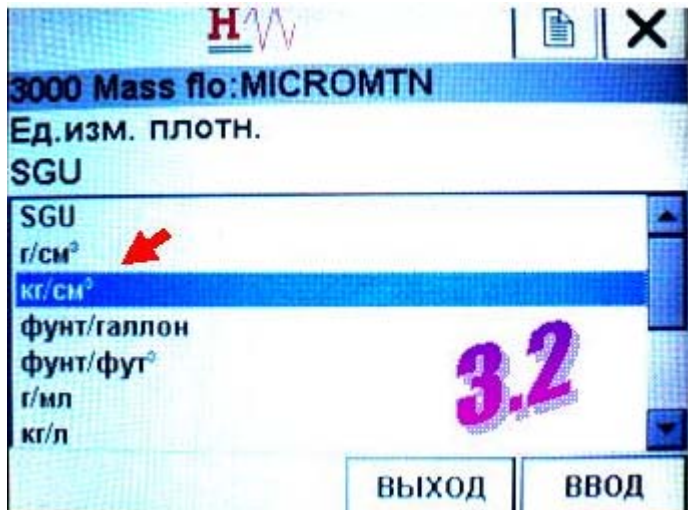 H
3000 Mass flo:MICROMTN
Ед.изм. плотн.
SGU
SGU
г/см³
кг/см³
фунт/галлон
фунт/фут³
г/мл
кг/л
3.2
ВЫХОД
ВВОД